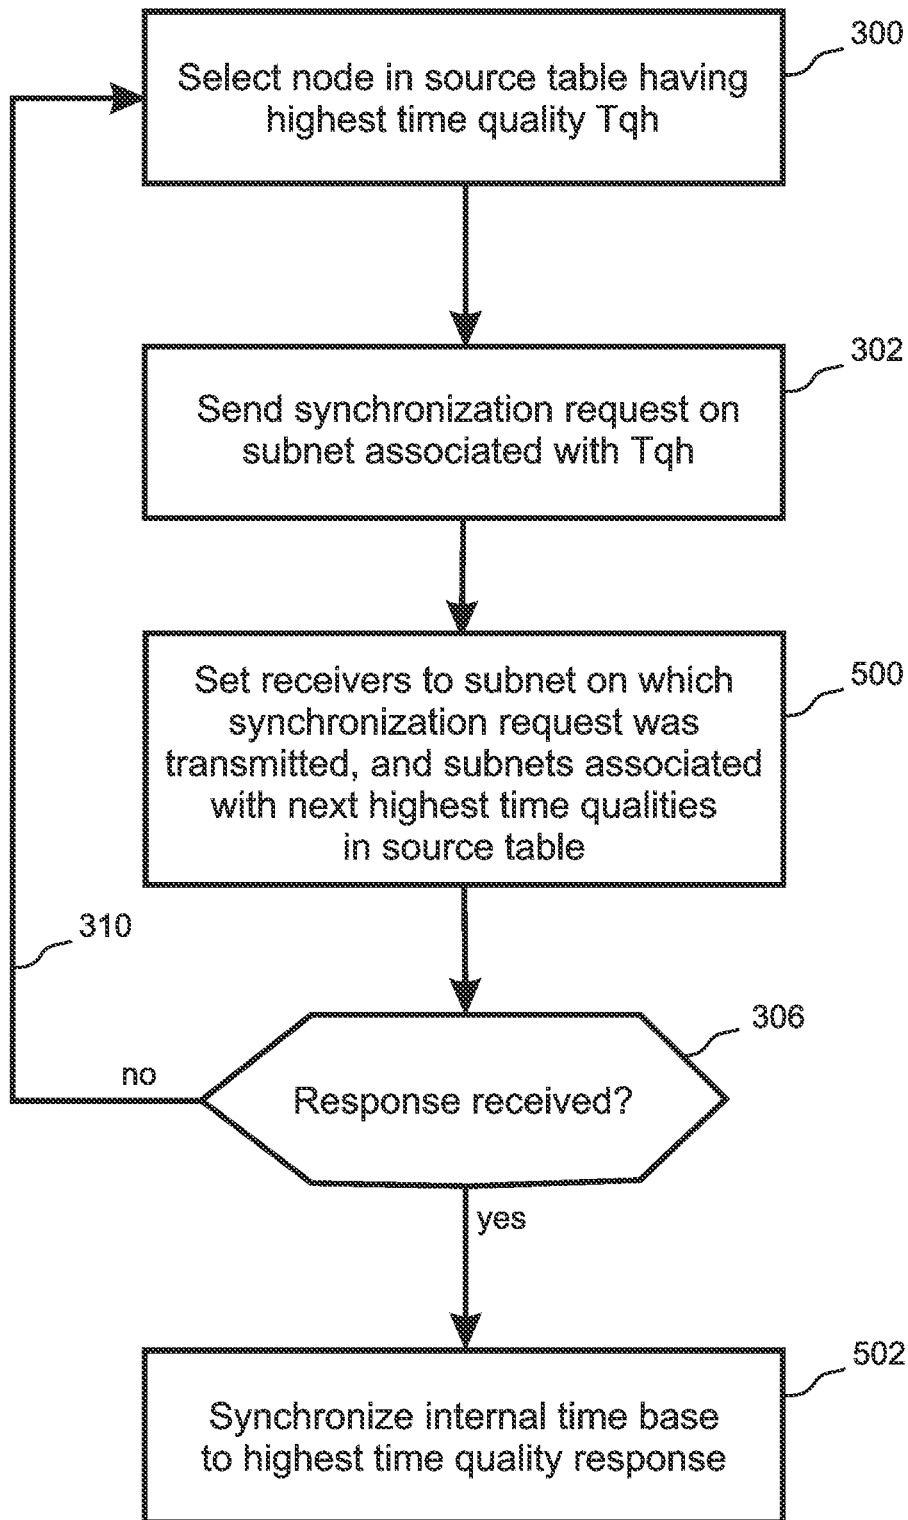 300
Select node in source table having
highest time quality Tqh
302
Send synchronization request on
subnet associated with Tqh
500
Set receivers to subnet on which
synchronization request was
transmitted, and subnets associated
with next highest time qualities
in source table
310
306
no
Response received?
yes
502
Synchronize internal time base
to highest time quality response